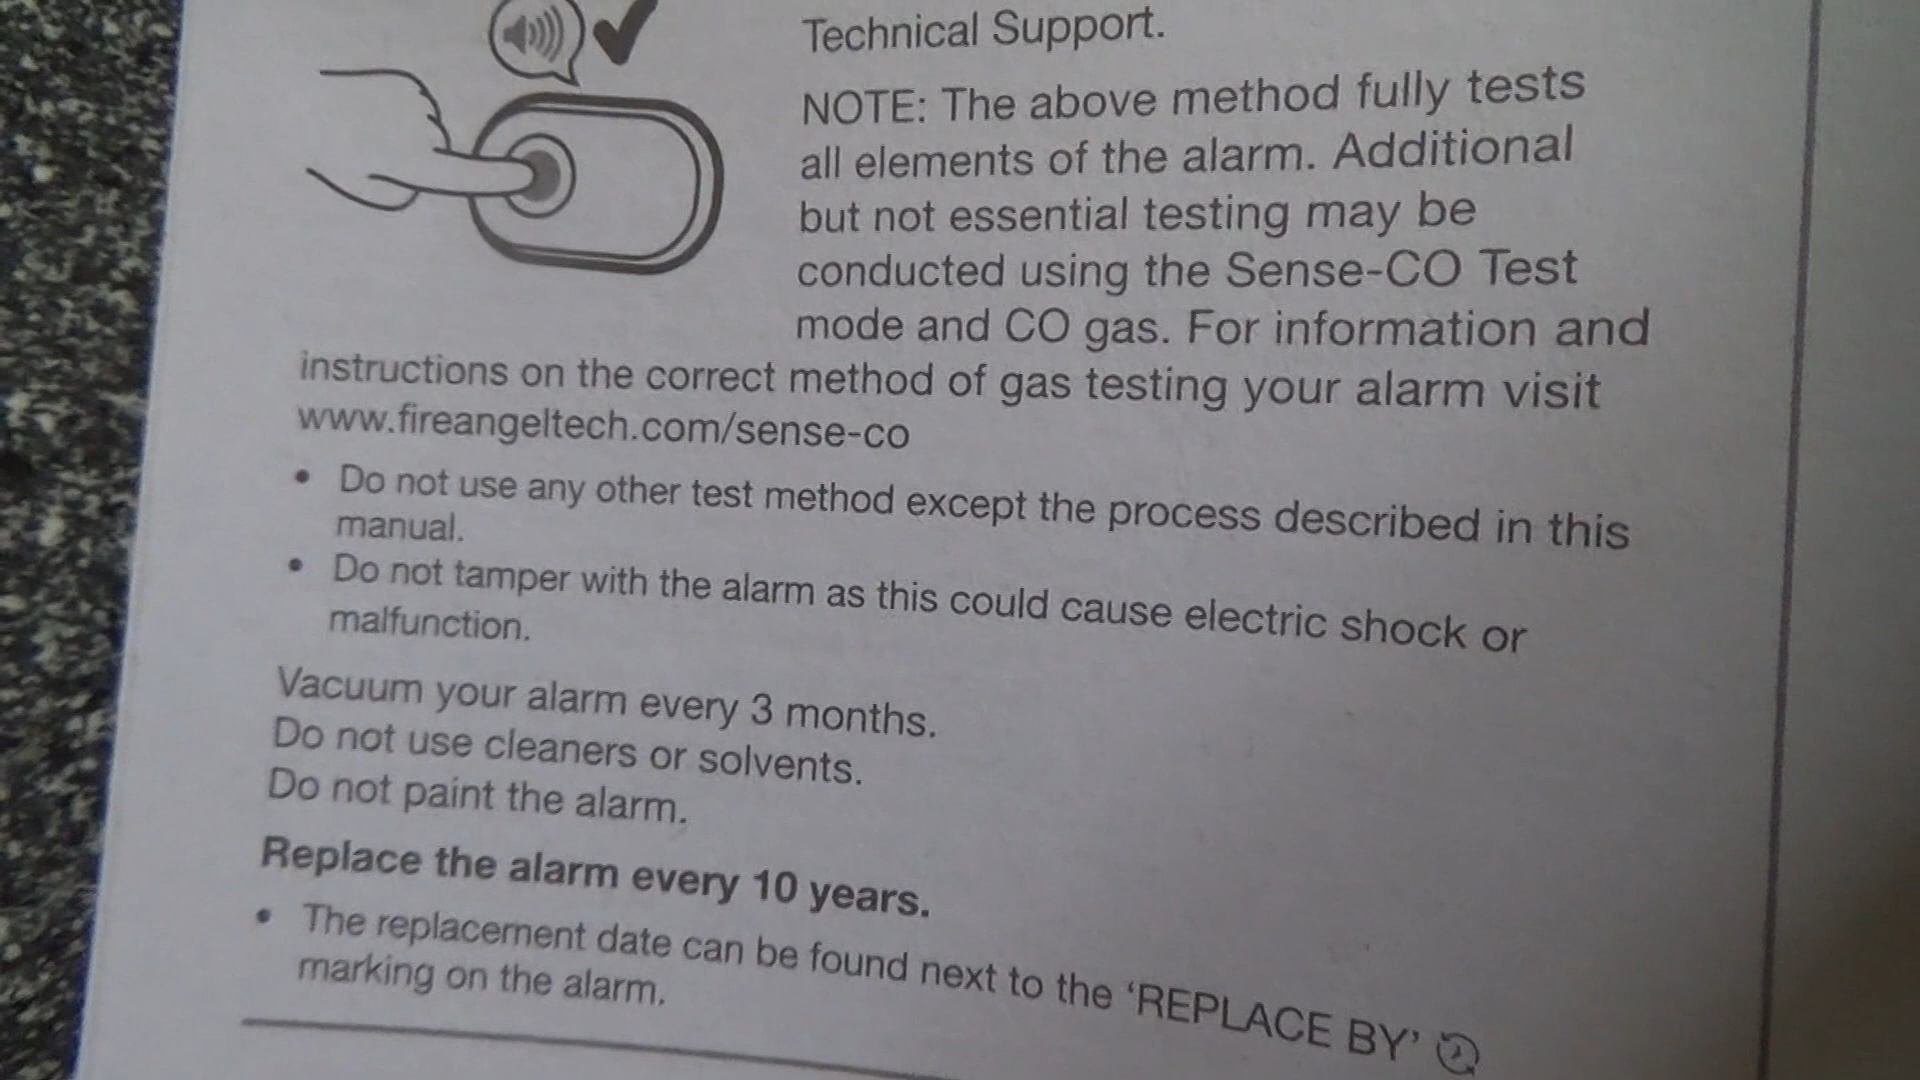 Technical Support.
NOTE: The above method fully tests
all elements of the alarm. Additional
but not essential testing may be
conducted using the Sense-CO Test
mode and CO gas. For information and
instructions on the correct method of gas testing your alarm visit
www.fireangeltech.com/sense-co
• Do not use any other test method except the process described in this
manual.
• Do not tamper with the alarm as this could cause electric shock or
malfunction.
Vacuum your alarm every 3 months.
Do not use cleaners or solvents.
Do not paint the alarm.
Replace the alarm every 10 years.
• The replacement date can be found next to the ‘REPLACE BY’
marking on the alarm.